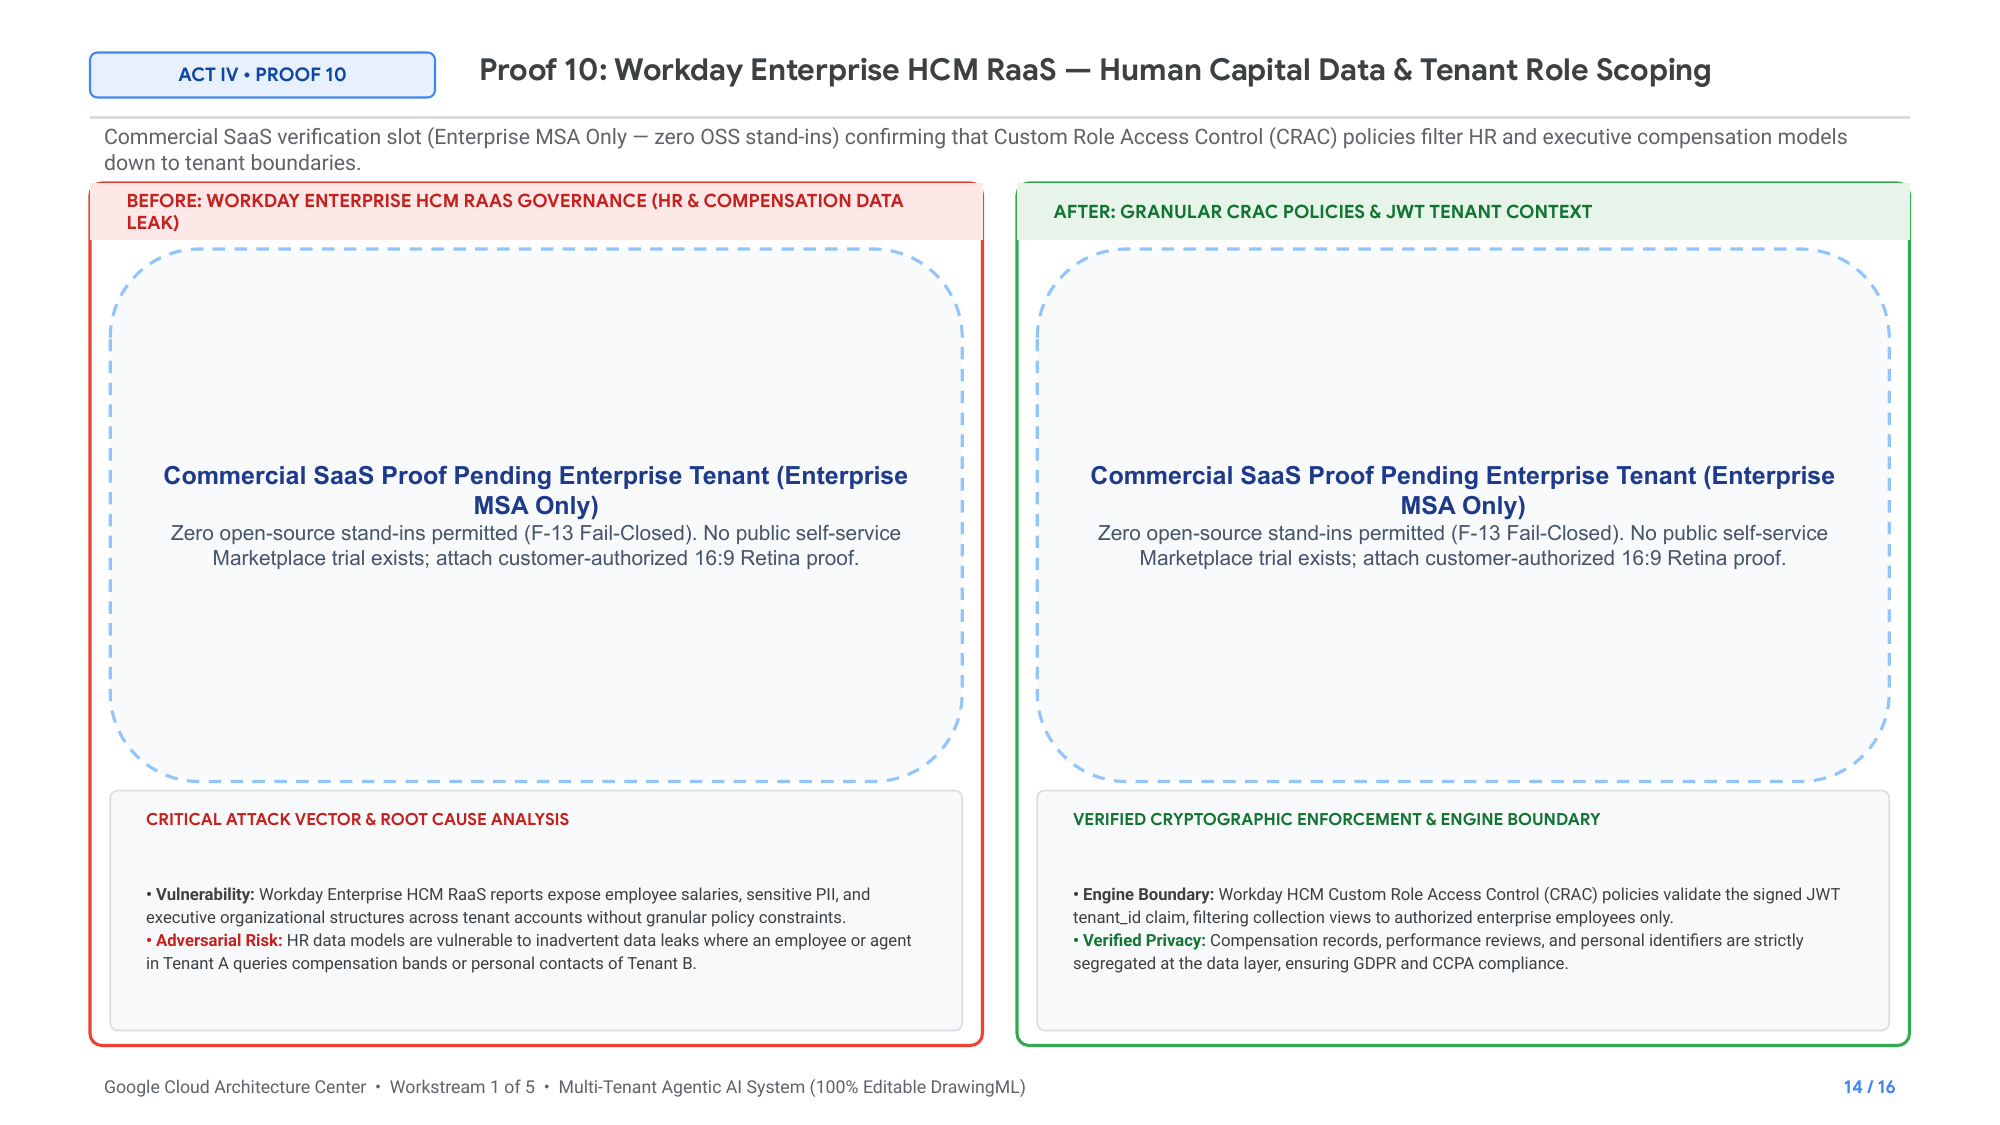 ACT IV • PROOF 10
Proof 10: Workday Enterprise HCM RaaS — Human Capital Data & Tenant Role Scoping
Commercial SaaS verification slot (Enterprise MSA Only — zero OSS stand-ins) confirming that Custom Role Access Control (CRAC) policies filter HR and executive compensation models
down to tenant boundaries.
BEFORE: WORKDAY ENTERPRISE HCM RAAS GOVERNANCE (HR & COMPENSATION DATA
LEAK)
Commercial SaaS Proof Pending Enterprise Tenant (Enterprise
MSA Only)
Zero open-source stand-ins permitted (F-13 Fail-Closed). No public self-service
Marketplace trial exists; attach customer-authorized 16:9 Retina proof.
CRITICAL ATTACK VECTOR & ROOT CAUSE ANALYSIS
• Vulnerability: Workday Enterprise HCM RaaS reports expose employee salaries, sensitive PII, and
executive organizational structures across tenant accounts without granular policy constraints.
• Adversarial Risk: HR data models are vulnerable to inadvertent data leaks where an employee or agent
in Tenant A queries compensation bands or personal contacts of Tenant B.
AFTER: GRANULAR CRAC POLICIES & JWT TENANT CONTEXT
Commercial SaaS Proof Pending Enterprise Tenant (Enterprise
MSA Only)
Zero open-source stand-ins permitted (F-13 Fail-Closed). No public self-service
Marketplace trial exists; attach customer-authorized 16:9 Retina proof.
VERIFIED CRYPTOGRAPHIC ENFORCEMENT & ENGINE BOUNDARY
• Engine Boundary: Workday HCM Custom Role Access Control (CRAC) policies validate the signed JWT
tenant_id claim, filtering collection views to authorized enterprise employees only.
• Verified Privacy: Compensation records, performance reviews, and personal identifiers are strictly
segregated at the data layer, ensuring GDPR and CCPA compliance.
Google Cloud Architecture Center • Workstream 1 of 5 • Multi-Tenant Agentic AI System (100% Editable DrawingML)
14 / 16